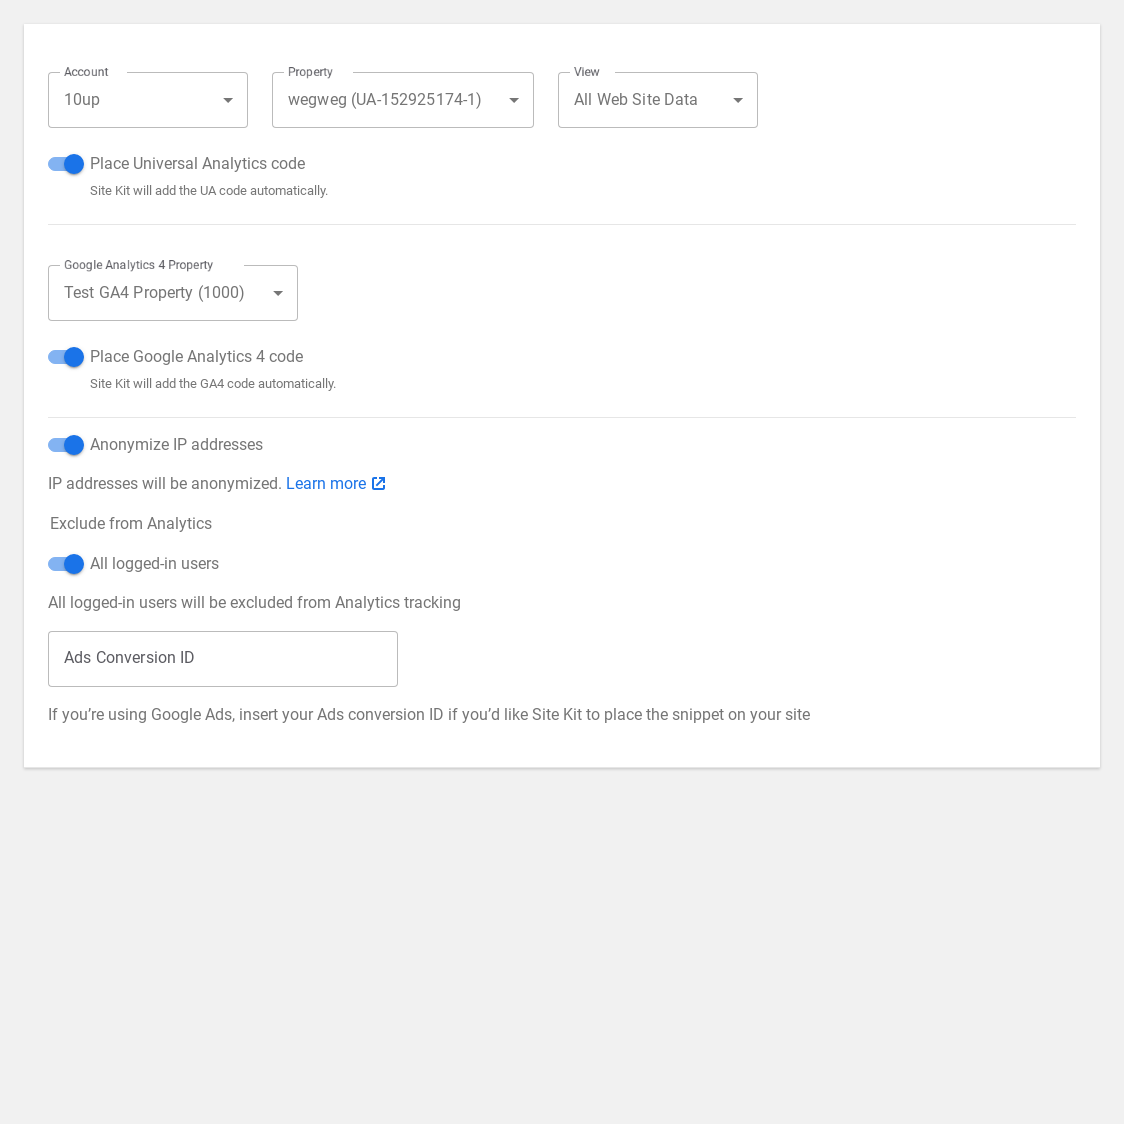 Account
Property
View
10up
wegweg (UA-152925174-1)
All Web Site Data
Place Universal Analytics code
Site Kit will add the UA code automatically.
Google Analytics 4 Property
Test GA4 Property (1000)
Place Google Analytics 4 code
Site Kit will add the GA4 code automatically.
Anonymize IP addresses
IP addresses will be anonymized. Learn more
Exclude from Analytics
All logged-in users
All logged-in users will be excluded from Analytics tracking
Ads Conversion ID
If you’re using Google Ads, insert your Ads conversion ID if you’d like Site Kit to place the snippet on your site